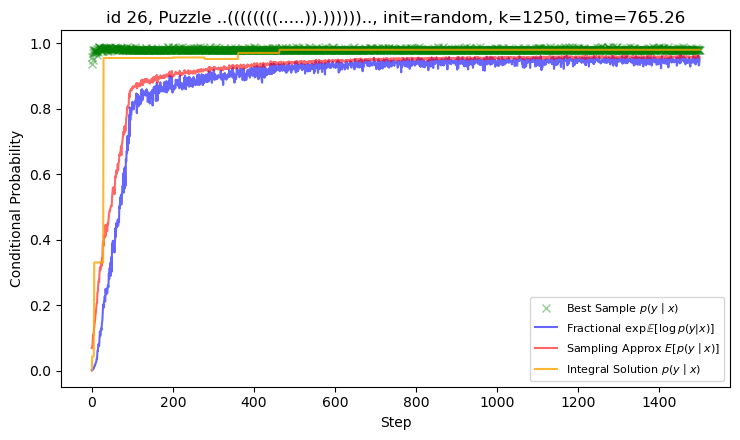 id 26, Puzzle ..((((((((.....)).))))))..,  init=random, k=1250, time=765.26
Conditional Probability
1.0
0.8
0.6
0.4
0.2
0.0
Best Sample p(y | x)
Fractional exp𝔼[log p(y|x)]
Sampling Approx E[p(y | x)]
Integral Solution p(y | x)
0 200 400 600 800 1000 1200 1400
Step